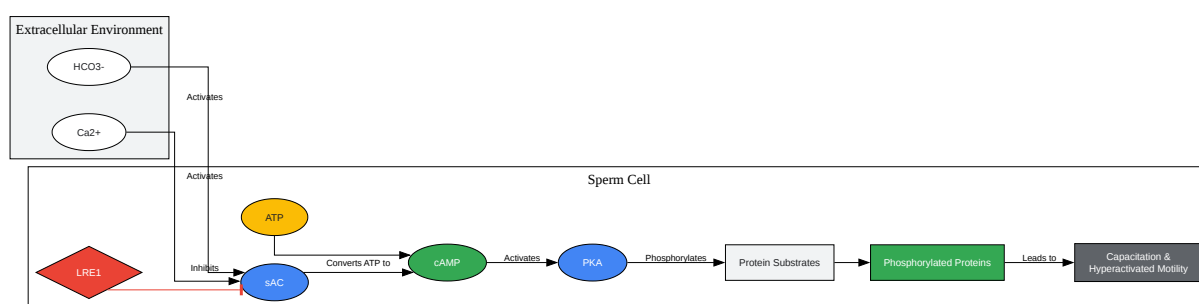 Extracellular Environment
HCO3-
Activates
Ca2+
Activates
Sperm Cell
ATP
LRE1
Inhibits
sAC
Converts ATP to
cAMP
Activates
PKA
Phosphorylates
Protein Substrates
Phosphorylated Proteins
Leads to
Capacitation &
Hyperactivated Motility